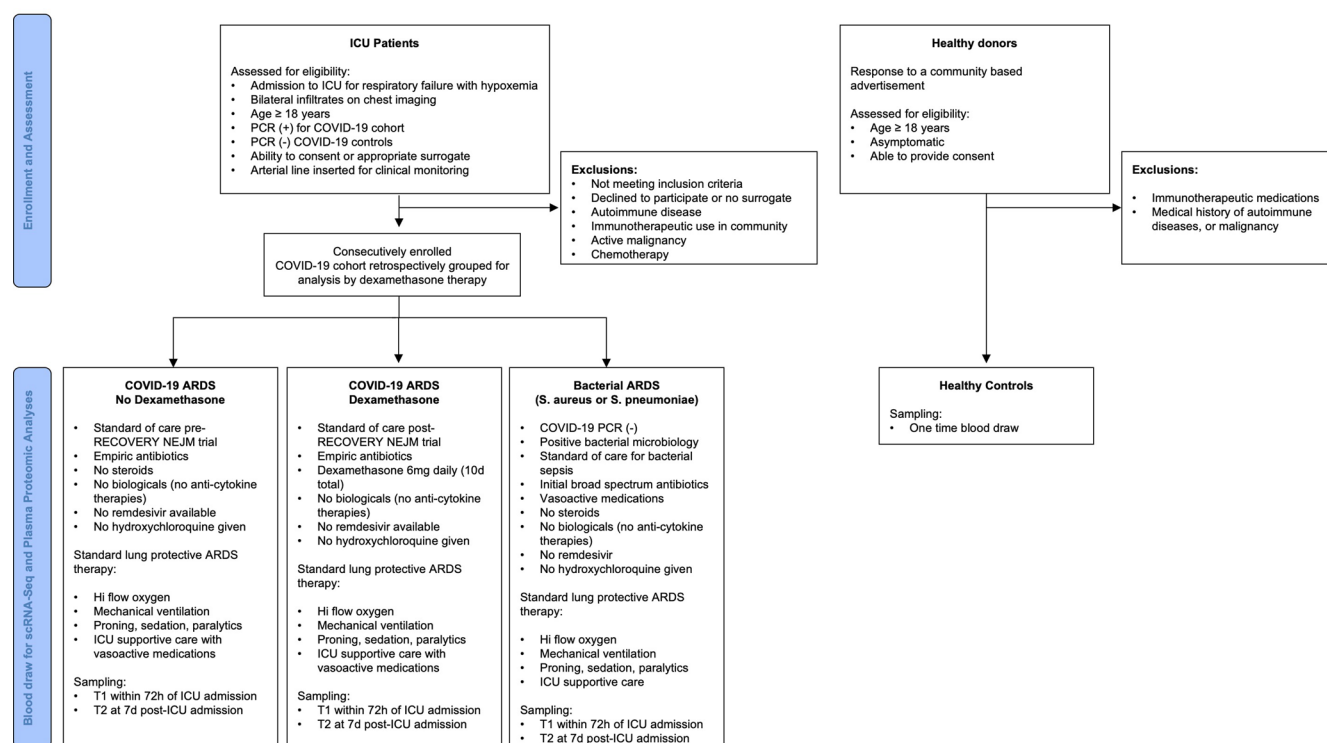 Enrollment and Assessment
ICU Patients
Assessed for eligibility:
• Admission to ICU for respiratory failure with hypoxemia
• Bilateral infiltrates on chest imaging
• Age ≥ 18 years
• PCR (+) for COVID-19 cohort
• PCR (-) COVID-19 controls
• Ability to consent or appropriate surrogate
• Arterial line inserted for clinical monitoring
Exclusions:
• Not meeting inclusion criteria
• Declined to participate or no surrogate
• Autoimmune disease
• Immunotherapeutic use in community
• Active malignancy
• Chemotherapy
Consecutively enrolled
COVID-19 cohort retrospectively grouped for
analysis by dexamethasone therapy
Healthy donors
Response to a community based
advertisement
Assessed for eligibility:
• Age ≥ 18 years
• Asymptomatic
• Able to provide consent
Exclusions:
• Immunotherapeutic medications
• Medical history of autoimmune
diseases, or malignancy
Blood draw for scRNA-Seq and Plasma Proteomic Analyses
COVID-19 ARDS
No Dexamethasone
• Standard of care pre-
RECOVERY NEJM trial
• Empiric antibiotics
• No steroids
• No biologicals (no anti-cytokine
therapies)
• No remdesivir available
• No hydroxychloroquine given
Standard lung protective ARDS
therapy:
• Hi flow oxygen
• Mechanical ventilation
• Proning, sedation, paralytics
• ICU supportive care with
vasoactive medications
Sampling:
• T1 within 72h of ICU admission
• T2 at 7d post-ICU admission
COVID-19 ARDS
Dexamethasone
• Standard of care post-
RECOVERY NEJM trial
• Empiric antibiotics
• Dexamethasone 6mg daily (10d
total)
• No biologicals (no anti-cytokine
therapies)
• No remdesivir available
• No hydroxychloroquine given
Standard lung protective ARDS
therapy:
• Hi flow oxygen
• Mechanical ventilation
• Proning, sedation, paralytics
• ICU supportive care with
vasoactive medications
Sampling:
• T1 within 72h of ICU admission
• T2 at 7d post-ICU admission
Bacterial ARDS
(S. aureus or S. pneumoniae)
• COVID-19 PCR (-)
• Positive bacterial microbiology
• Standard of care for bacterial
sepsis
• Initial broad spectrum antibiotics
• Vasoactive medications
• No steroids
• No biologicals (no anti-cytokine
therapies)
• No remdesivir
• No hydroxychloroquine given
Standard lung protective ARDS
therapy:
• Hi flow oxygen
• Mechanical ventilation
• Proning, sedation, paralytics
• ICU supportive care
Sampling:
• T1 within 72h of ICU admission
• T2 at 7d post-ICU admission
Healthy Controls
Sampling:
• One time blood draw